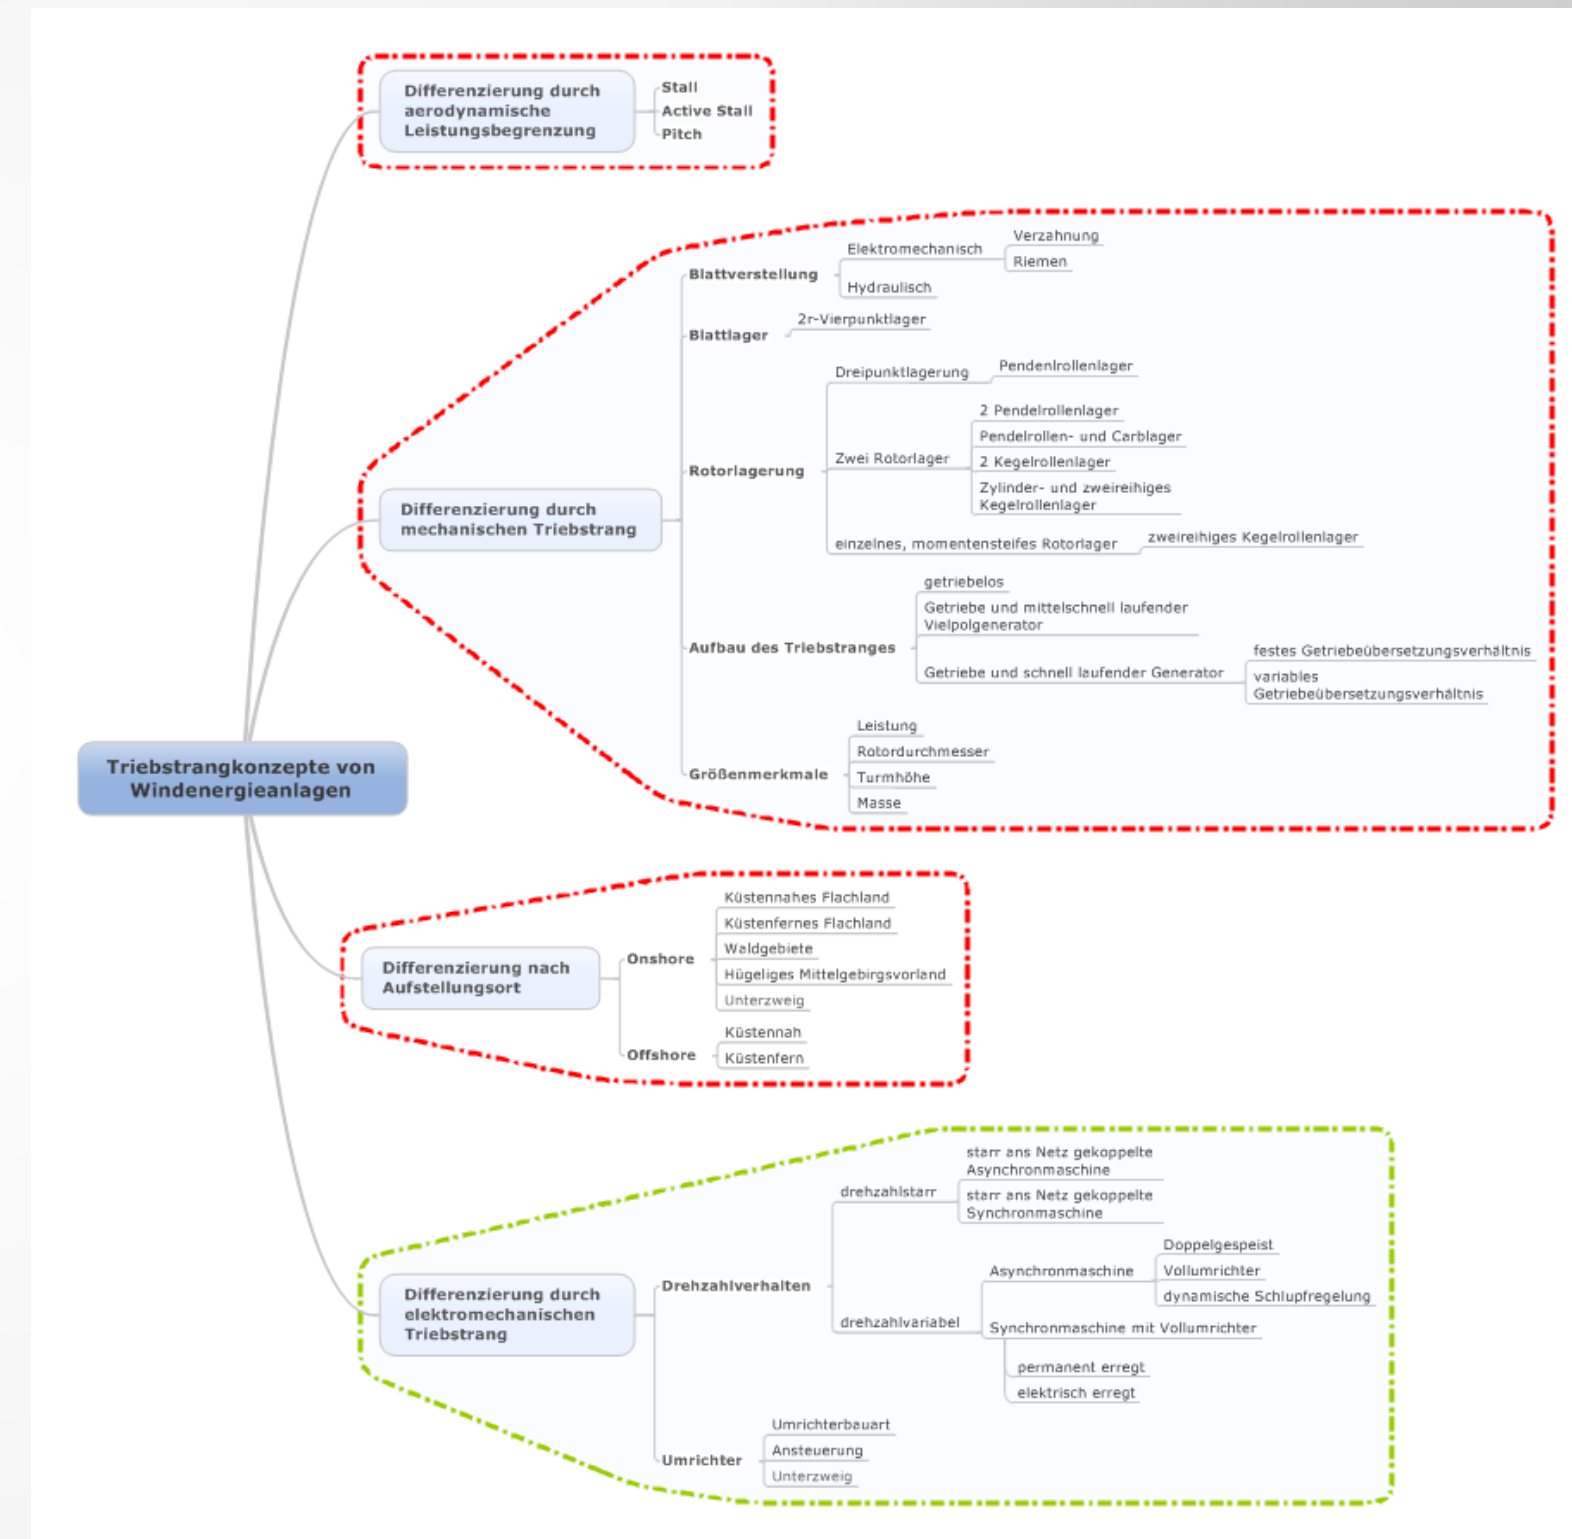 Differenzierung durch
aerodynamische
Leistungsbegrenzung
Stall
Active Stall
Pitch
Triebstrangkonzepte von
Windenergieanlagen
Differenzierung durch
mechanischen Triebstrang
Blattverstellung
Elektromechanisch
Verzahnung
Riemen
Hydraulisch
Blattlager
2r-Vierpunktlager
Rotorlagerung
Dreipunktlagerung
Pendenlrollenlager
Zwei Rotorlager
2 Pendelrollenlager
Pendelrollen- und Carblager
2 Kegelrollenlager
Zylinder- und zweireihiges
Kegelrollenlager
einzelnes, momentensteifes Rotorlager
zweireihiges Kegelrollenlager
Aufbau des Triebstranges
getriebelos
Getriebe und mittelschnell laufender
Vielpolgenerator
Getriebe und schnell laufender Generator
festes Getriebeübersetzungsverhältnis
variables
Getriebeübersetzungsverhältnis
Größenmerkmale
Leistung
Rotordurchmesser
Turmhöhe
Masse
Differenzierung nach
Aufstellungsort
Onshore
Küstennahes Flachland
Küstenfernes Flachland
Waldgebiete
Hügeliges Mittelgebirgsvorland
Unterzweig
Offshore
Küstennah
Küstenfern
Differenzierung durch
elektromechanischen
Triebstrang
Drehzahlverhalten
drehzahlstarr
starr ans Netz gekoppelte
Asynchronmaschine
starr ans Netz gekoppelte
Synchronmaschine
drehzahlvariabel
Asynchronmaschine
Doppelgespeist
Vollumrichter
dynamische Schlupfregelung
Synchronmaschine mit Vollumrichter
permanent erregt
elektrisch erregt
Umrichter
Umrichterbauart
Ansteuerung
Unterzweig